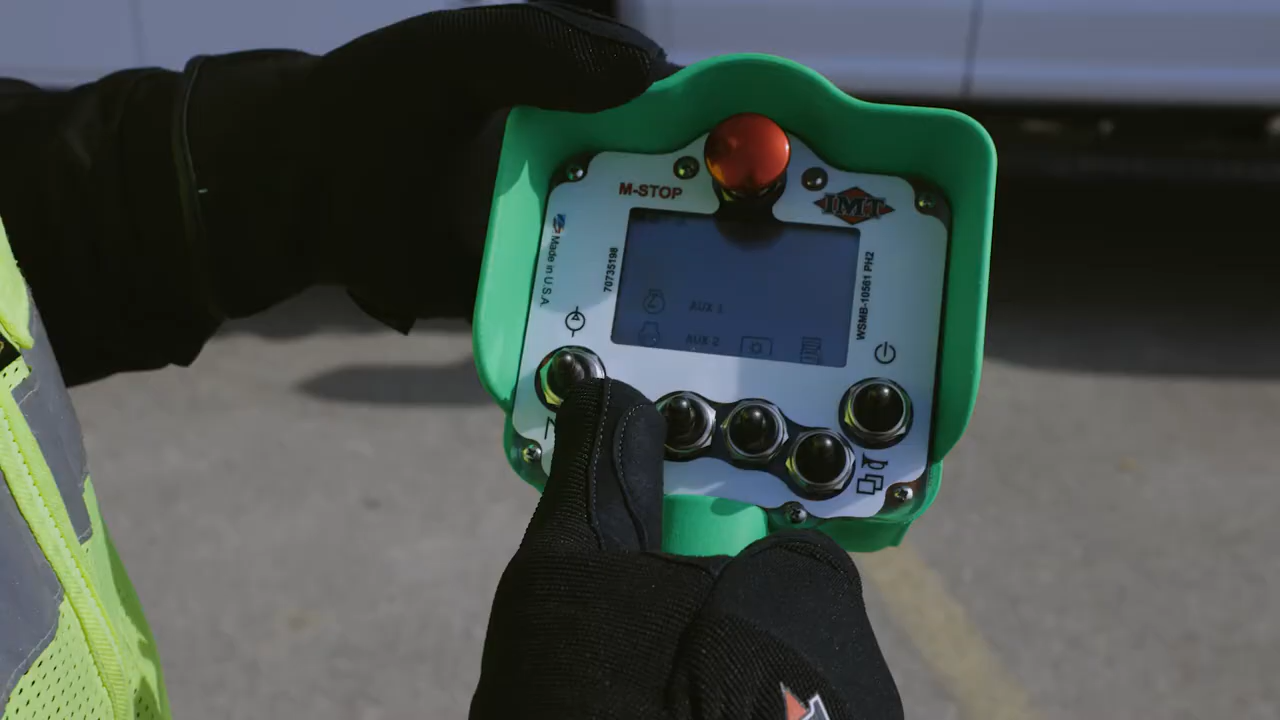 M-STOP
IMT
Made in U.S.A.
70735198
WSMB-10561 PH2
AUX 1
AUX 2